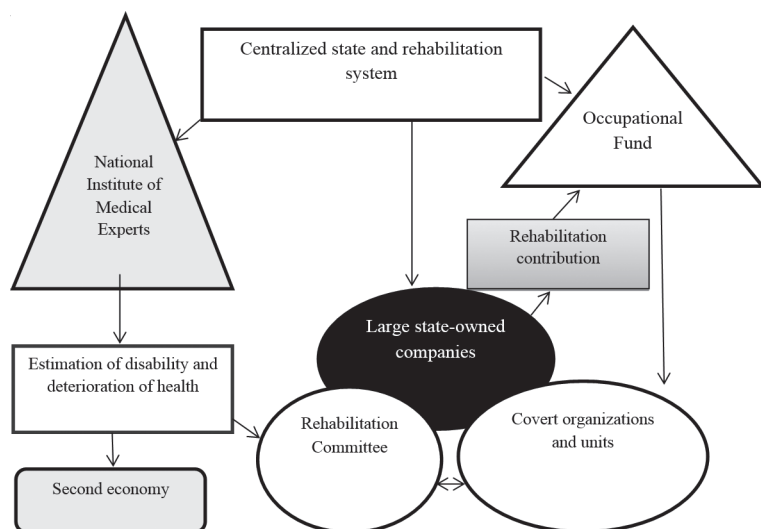 Centralized state and rehabilitation
system
Occupational
Fund
National
Institute of
Medical
Experts
Rehabilitation
contribution
Large state-owned
companies
Estimation of disability and
deterioration of health
Rehabilitation
Committee
Covert organizations
and units
Second economy